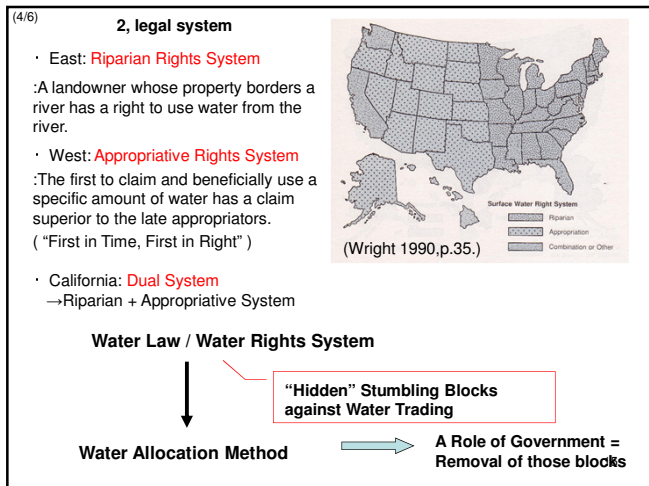 (4/6)
2, legal system
· East: Riparian Rights System
:A landowner whose property borders a
river has a right to use water from the
river.
· West: Appropriative Rights System
:The first to claim and beneficially use a
specific amount of water has a claim
superior to the late appropriators.
( “First in Time, First in Right” )
Surface Water Right System
Riparian
Appropriation
Combination or Other
(Wright 1990,p.35.)
· California: Dual System
→Riparian + Appropriative System
Water Law / Water Rights System
“Hidden” Stumbling Blocks
against Water Trading
Water Allocation Method
A Role of Government =
Removal of those blocks